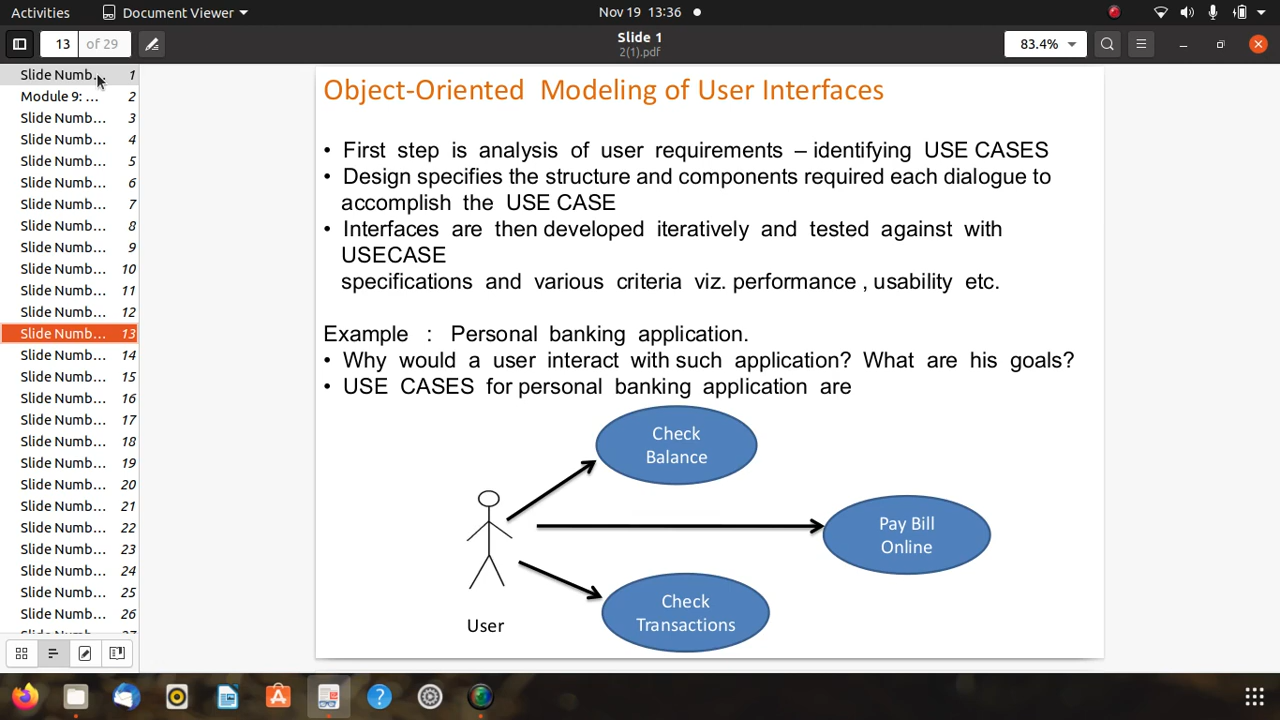 Activities
Document Viewer
Nov 19 13:36
13
of 29
Slide 1
2(1).pdf
83.4%
Slide Numb... 1
Module 9: ... 2
Slide Numb... 3
Slide Numb... 4
Slide Numb... 5
Slide Numb... 6
Slide Numb... 7
Slide Numb... 8
Slide Numb... 9
Slide Numb... 10
Slide Numb... 11
Slide Numb... 12
Slide Numb... 13
Slide Numb... 14
Slide Numb... 15
Slide Numb... 16
Slide Numb... 17
Slide Numb... 18
Slide Numb... 19
Slide Numb... 20
Slide Numb... 21
Slide Numb... 22
Slide Numb... 23
Slide Numb... 24
Slide Numb... 25
Slide Numb... 26
Object-Oriented Modeling of User Interfaces
• First step is analysis of user requirements – identifying USE CASES
• Design specifies the structure and components required each dialogue to
accomplish the USE CASE
• Interfaces are then developed iteratively and tested against with
USECASE
specifications and various criteria viz. performance , usability etc.
Example : Personal banking application.
• Why would a user interact with such application? What are his goals?
• USE CASES for personal banking application are
Check
Balance
Pay Bill
Online
Check
Transactions
User